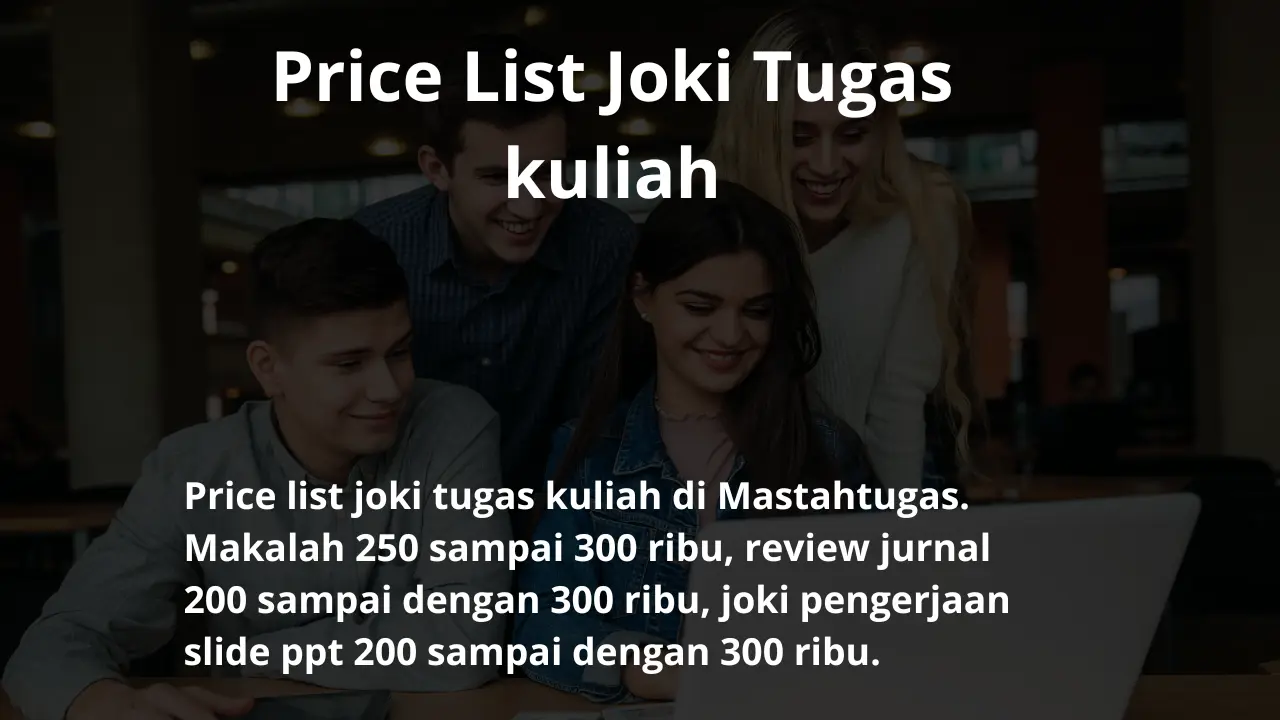 Price List Joki Tugas
kuliah
Price list joki tugas kuliah di Mastahtugas.
Makalah 250 sampai 300 ribu, review jurnal
200 sampai dengan 300 ribu, joki pengerjaan
slide ppt 200 sampai dengan 300 ribu.